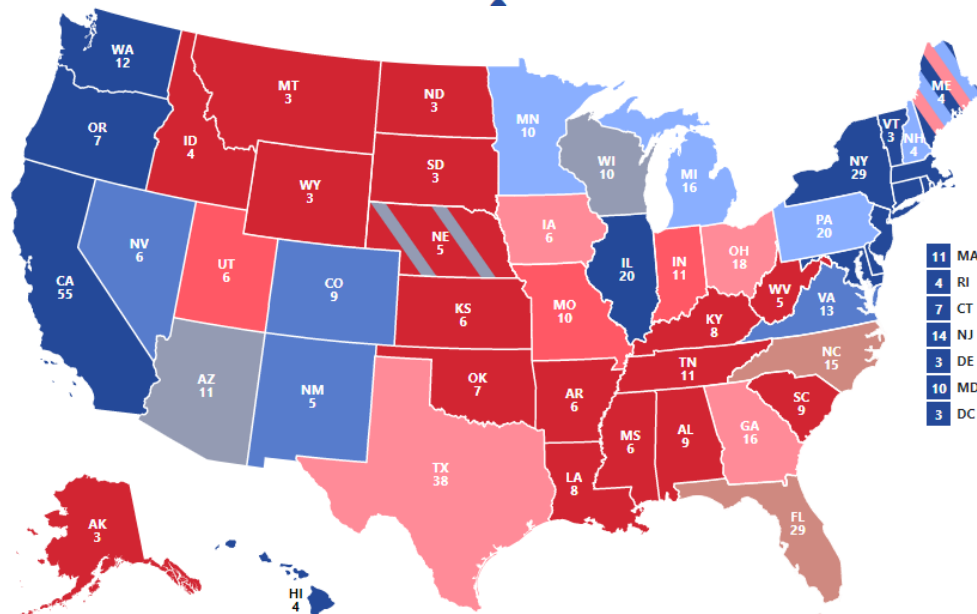 WA
12
OR
7
CA
55
NV
6
ID
4
MT
3
WY
3
UT
6
AZ
11
CO
9
NM
5
ND
3
SD
3
NE
5
KS
6
OK
7
TX
38
MN
10
IA
6
MO
10
AR
6
LA
8
WI
10
IL
20
MI
16
IN
11
OH
18
KY
8
TN
11
MS
6
AL
9
GA
16
FL
29
SC
9
NC
15
VA
13
WV
5
PA
20
NY
29
VT
3
NH
4
ME
4
AK
3
HI
4
11 MA
4 RI
7 CT
14 NJ
3 DE
10 MD
3 DC